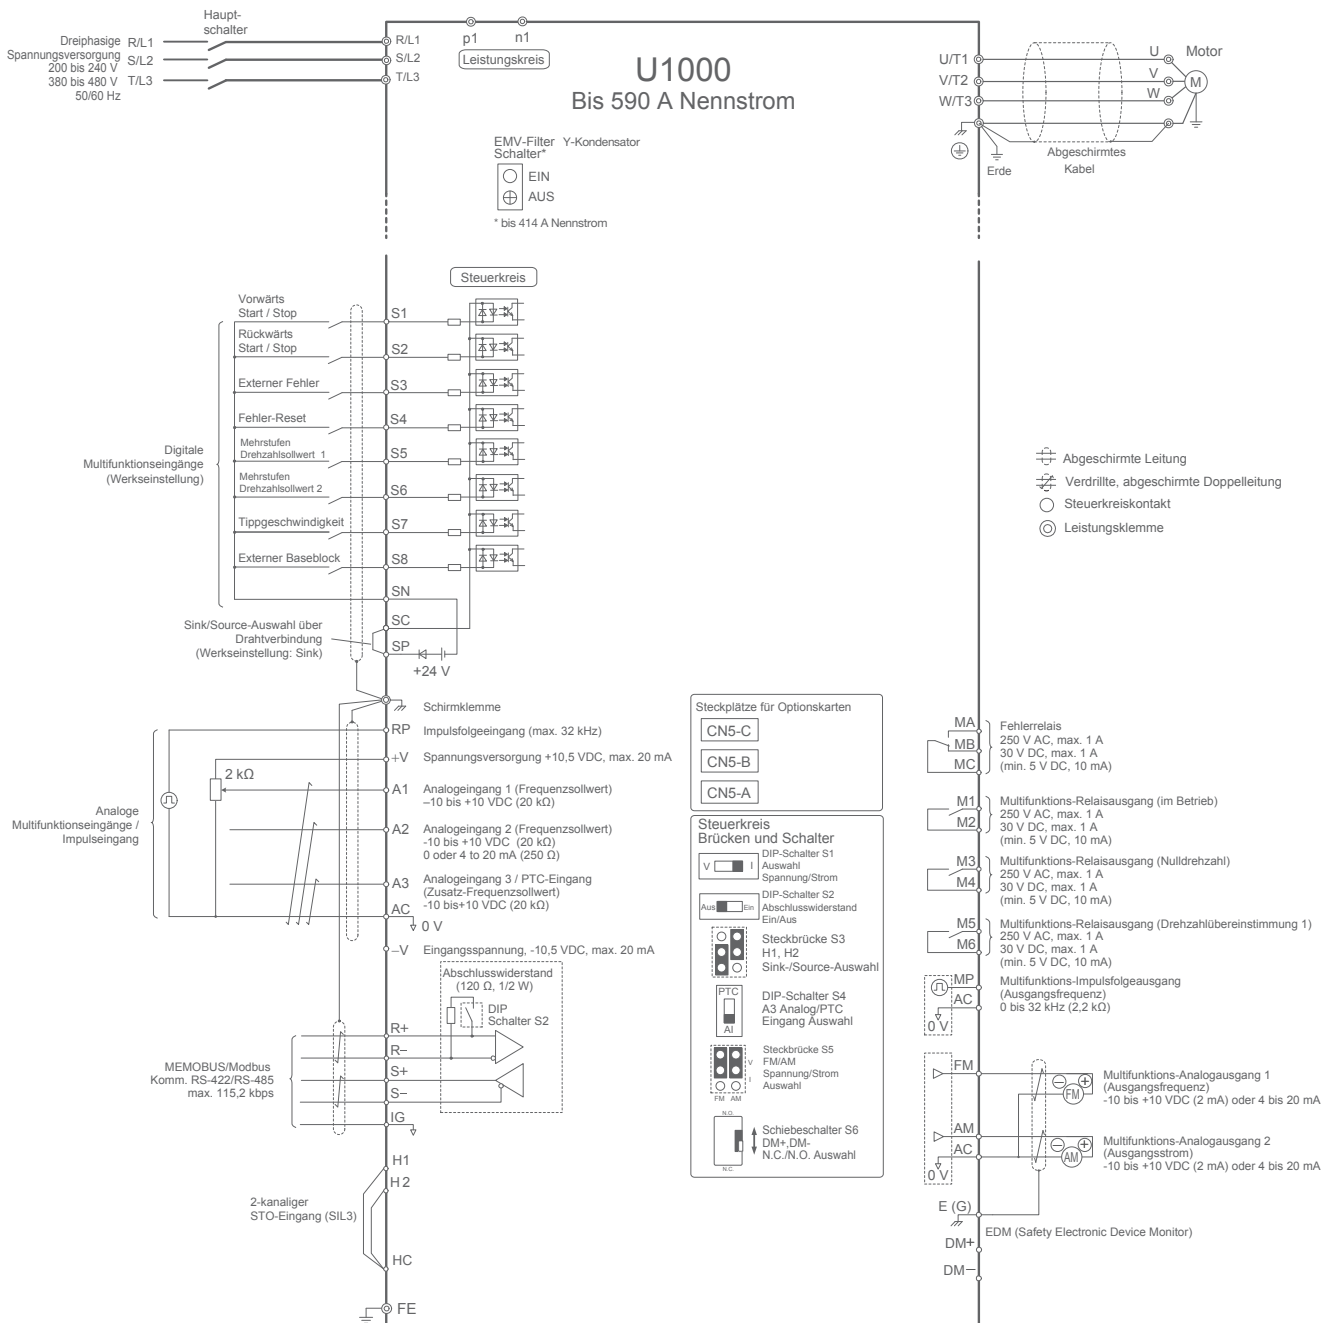 Haupt-
schalter
Dreiphasige
Spannungsversorgung
200 bis 240 V
380 bis 480 V
50/60 Hz
R/L1
S/L2
T/L3
R/L1
S/L2
T/L3
p1
n1
Leistungskreis
U1000
Bis 590 A Nennstrom
EMV-Filter Y-Kondensator
Schalter*
EIN
AUS
* bis 414 A Nennstrom
U/T1
V/T2
W/T3
U
V
W
Motor
M
Erde
Abgeschirmtes
Kabel
Steuerkreis
Digitale
Multifunktionseingänge
(Werkseinstellung)
Vorwärts
Start / Stop
S1
Rückwärts
Start / Stop
S2
Externer Fehler
S3
Fehler-Reset
S4
Mehrstufen
Drehzahlsollwert 1
S5
Mehrstufen
Drehzahlsollwert 2
S6
Tippgeschwindigkeit
S7
Externer Baseblock
S8
SN
SC
SP
+24 V
Sink/Source-Auswahl über
Drahtverbindung
(Werkseinstellung: Sink)
Abgeschirmte Leitung
Verdrillte, abgeschirmte Doppelleitung
Steuerkreiskontakt
Leistungsklemme
Schirmklemme
Analoge
Multifunktionseingänge /
Impulseingang
2 kΩ
RP
Impulsfolgeeingang (max. 32 kHz)
+V
Spannungsversorgung +10,5 VDC, max. 20 mA
A1
Analogeingang 1 (Frequenzsollwert)
–10 bis +10 VDC (20 kΩ)
A2
Analogeingang 2 (Frequenzsollwert)
-10 bis +10 VDC (20 kΩ)
0 oder 4 to 20 mA (250 Ω)
A3
Analogeingang 3 / PTC-Eingang
(Zusatz-Frequenzsollwert)
-10 bis+10 VDC (20 kΩ)
AC
0 V
–V
Eingangsspannung, -10,5 VDC, max. 20 mA
Abschlusswiderstand
(120 Ω, 1/2 W)
DIP
Schalter S2
MEMOBUS/Modbus
Komm. RS-422/RS-485
max. 115,2 kbps
R+
R–
S+
S–
IG
H1
H2
2-kanaliger
STO-Eingang (SIL3)
HC
FE
Steckplätze für Optionskarten
CN5-C
CN5-B
CN5-A
Steuerkreis
Brücken und Schalter
V
I
DIP-Schalter S1
Auswahl
Spannung/Strom
Aus
Ein
DIP-Schalter S2
Abschlusswiderstand
Ein/Aus
Steckbrücke S3
H1, H2
Sink-/Source-Auswahl
PTC
AI
DIP-Schalter S4
A3 Analog/PTC
Eingang Auswahl
V
I
FM AM
Steckbrücke S5
FM/AM
Spannung/Strom
Auswahl
N.O.
N.C.
Schiebeschalter S6
DM+,DM-
N.C./N.O. Auswahl
MA
MB
MC
Fehlerrelais
250 V AC, max. 1 A
30 V DC, max. 1 A
(min. 5 V DC, 10 mA)
M1
M2
Multifunktions-Relaisausgang (im Betrieb)
250 V AC, max. 1 A
30 V DC, max. 1 A
(min. 5 V DC, 10 mA)
M3
M4
Multifunktions-Relaisausgang (Nulldrehzahl)
250 V AC, max. 1 A
30 V DC, max. 1 A
(min. 5 V DC, 10 mA)
M5
M6
Multifunktions-Relaisausgang (Drehzahlübereinstimmung 1)
250 V AC, max. 1 A
30 V DC, max. 1 A
(min. 5 V DC, 10 mA)
MP
AC
0 V
Multifunktions-Impulsfolgeausgang
(Ausgangsfrequenz)
0 bis 32 kHz (2,2 kΩ)
FM
FM
Multifunktions-Analogausgang 1
(Ausgangsfrequenz)
-10 bis +10 VDC (2 mA) oder 4 bis 20 mA
AM
AC
0 V
AM
Multifunktions-Analogausgang 2
(Ausgangsstrom)
-10 bis +10 VDC (2 mA) oder 4 bis 20 mA
E (G)
EDM (Safety Electronic Device Monitor)
DM+
DM–